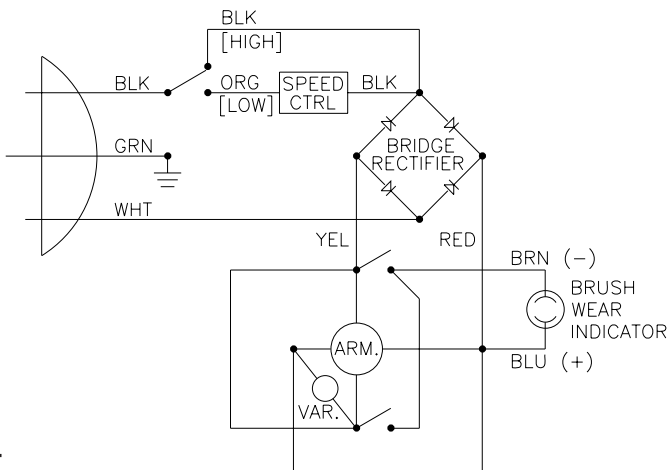 BLK
[HIGH]
BLK
ORG
[LOW]
SPEED
CTRL
BLK
GRN
BRIDGE
RECTIFIER
WHT
YEL
RED
BRN (-)
BRUSH
WEAR
INDICATOR
ARM.
BLU (+)
VAR.